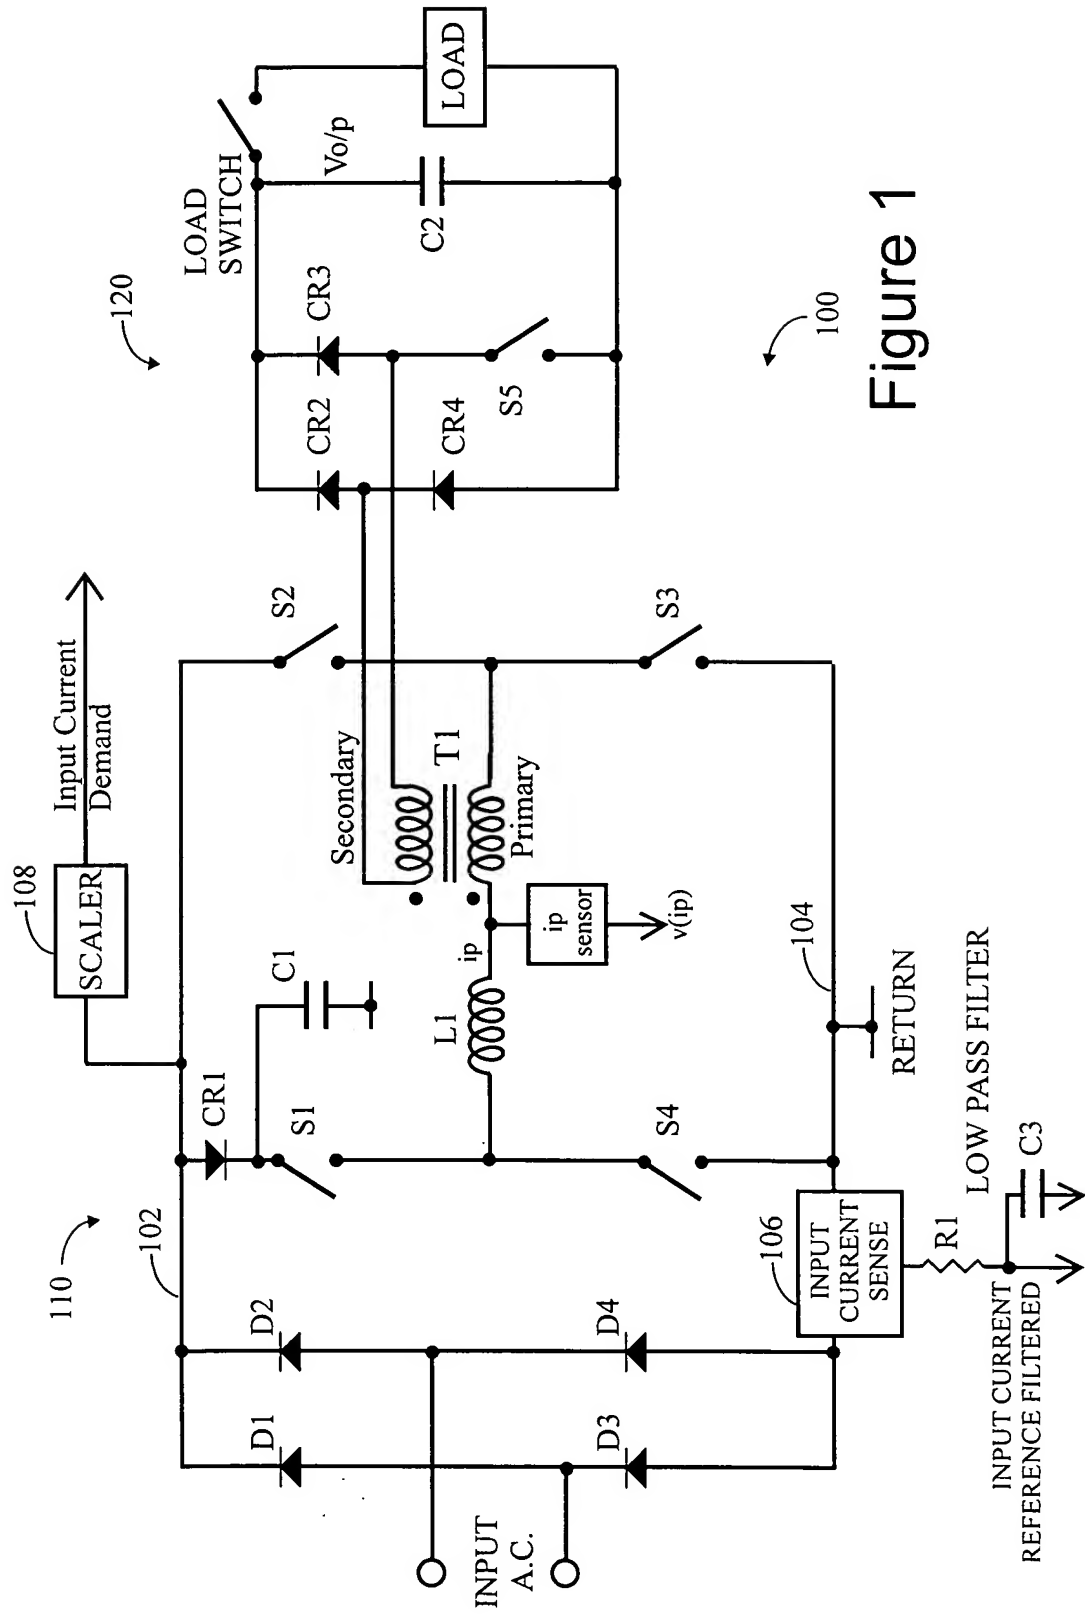 110
102
108
SCALER
Input Current
Demand
120
LOAD
SWITCH
Vo/p
LOAD
C2
CR1
C1
S1
S2
D1
D2
Secondary
T1
Primary
CR2
CR3
CR4
S5
L1
ip
ip
sensor
v(ip)
INPUT
A.C.
D3
D4
S4
S3
104
RETURN
106
INPUT
CURRENT
SENSE
R1
LOW PASS FILTER
C3
INPUT CURRENT
REFERENCE FILTERED
100
Figure 1